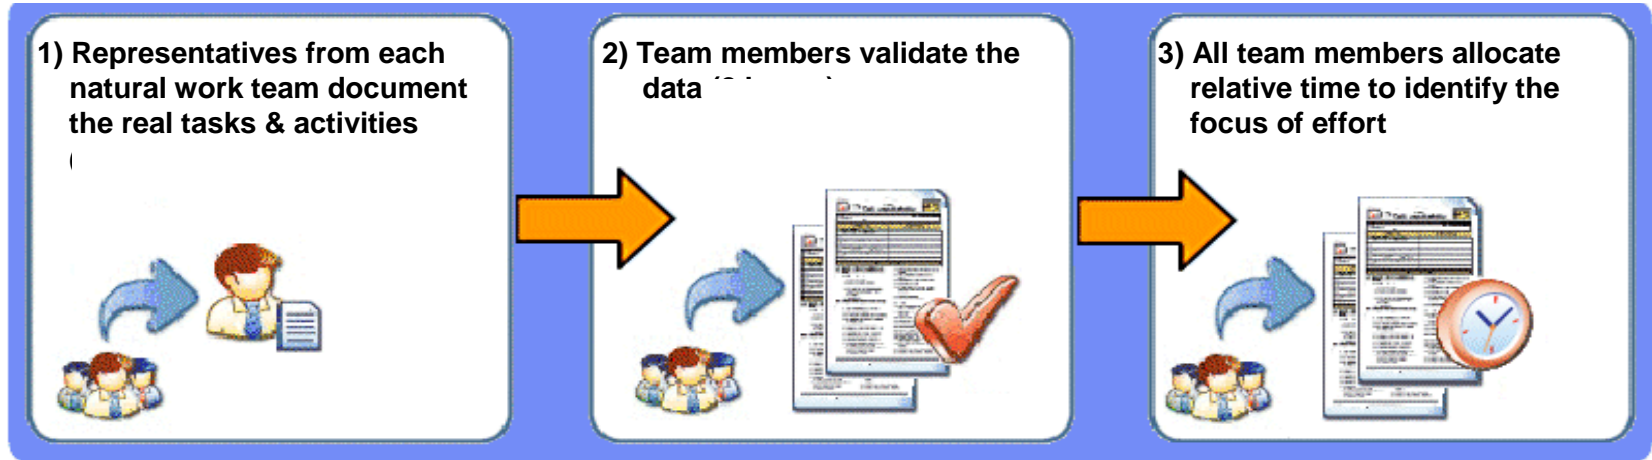 1) Representatives from each
natural work team document
the real tasks & activities
(
2) Team members validate the
data
3) All team members allocate
relative time to identify the
focus of effort